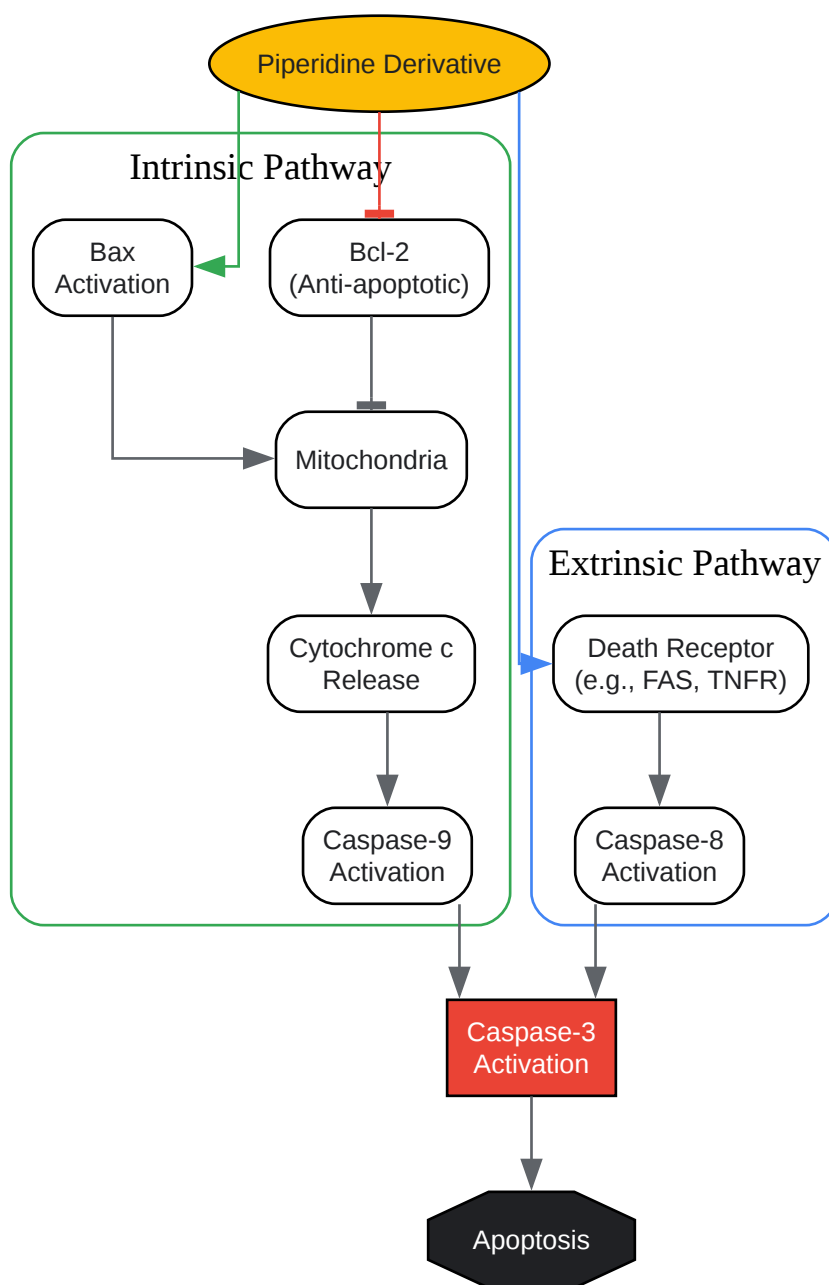 Piperidine Derivative
Intrinsic Pathway
Bax
Activation
Bcl-2
(Anti-apoptotic)
Mitochondria
Extrinsic Pathway
Cytochrome c
Release
Death Receptor
(e.g., FAS, TNFR)
Caspase-9
Activation
Caspase-8
Activation
Caspase-3
Activation
Apoptosis